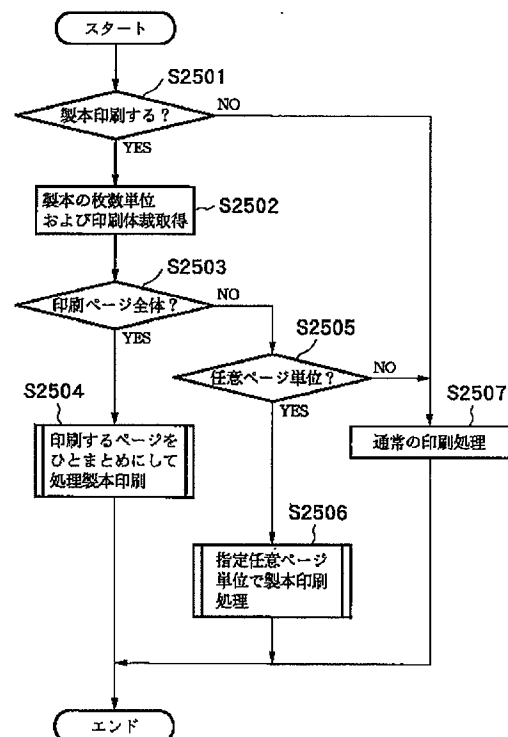 スタート
S2501
製本印刷する？
NO
YES
製本の枚数単位
および印刷体裁取得
S2502
S2503
印刷ページ全体？
NO
YES
S2505
任意ページ単位？
NO
YES
S2504
印刷するページを
ひとまとめにして
処理製本印刷
S2507
通常の印刷処理
S2506
指定任意ページ
単位で製本印刷
処理
エンド